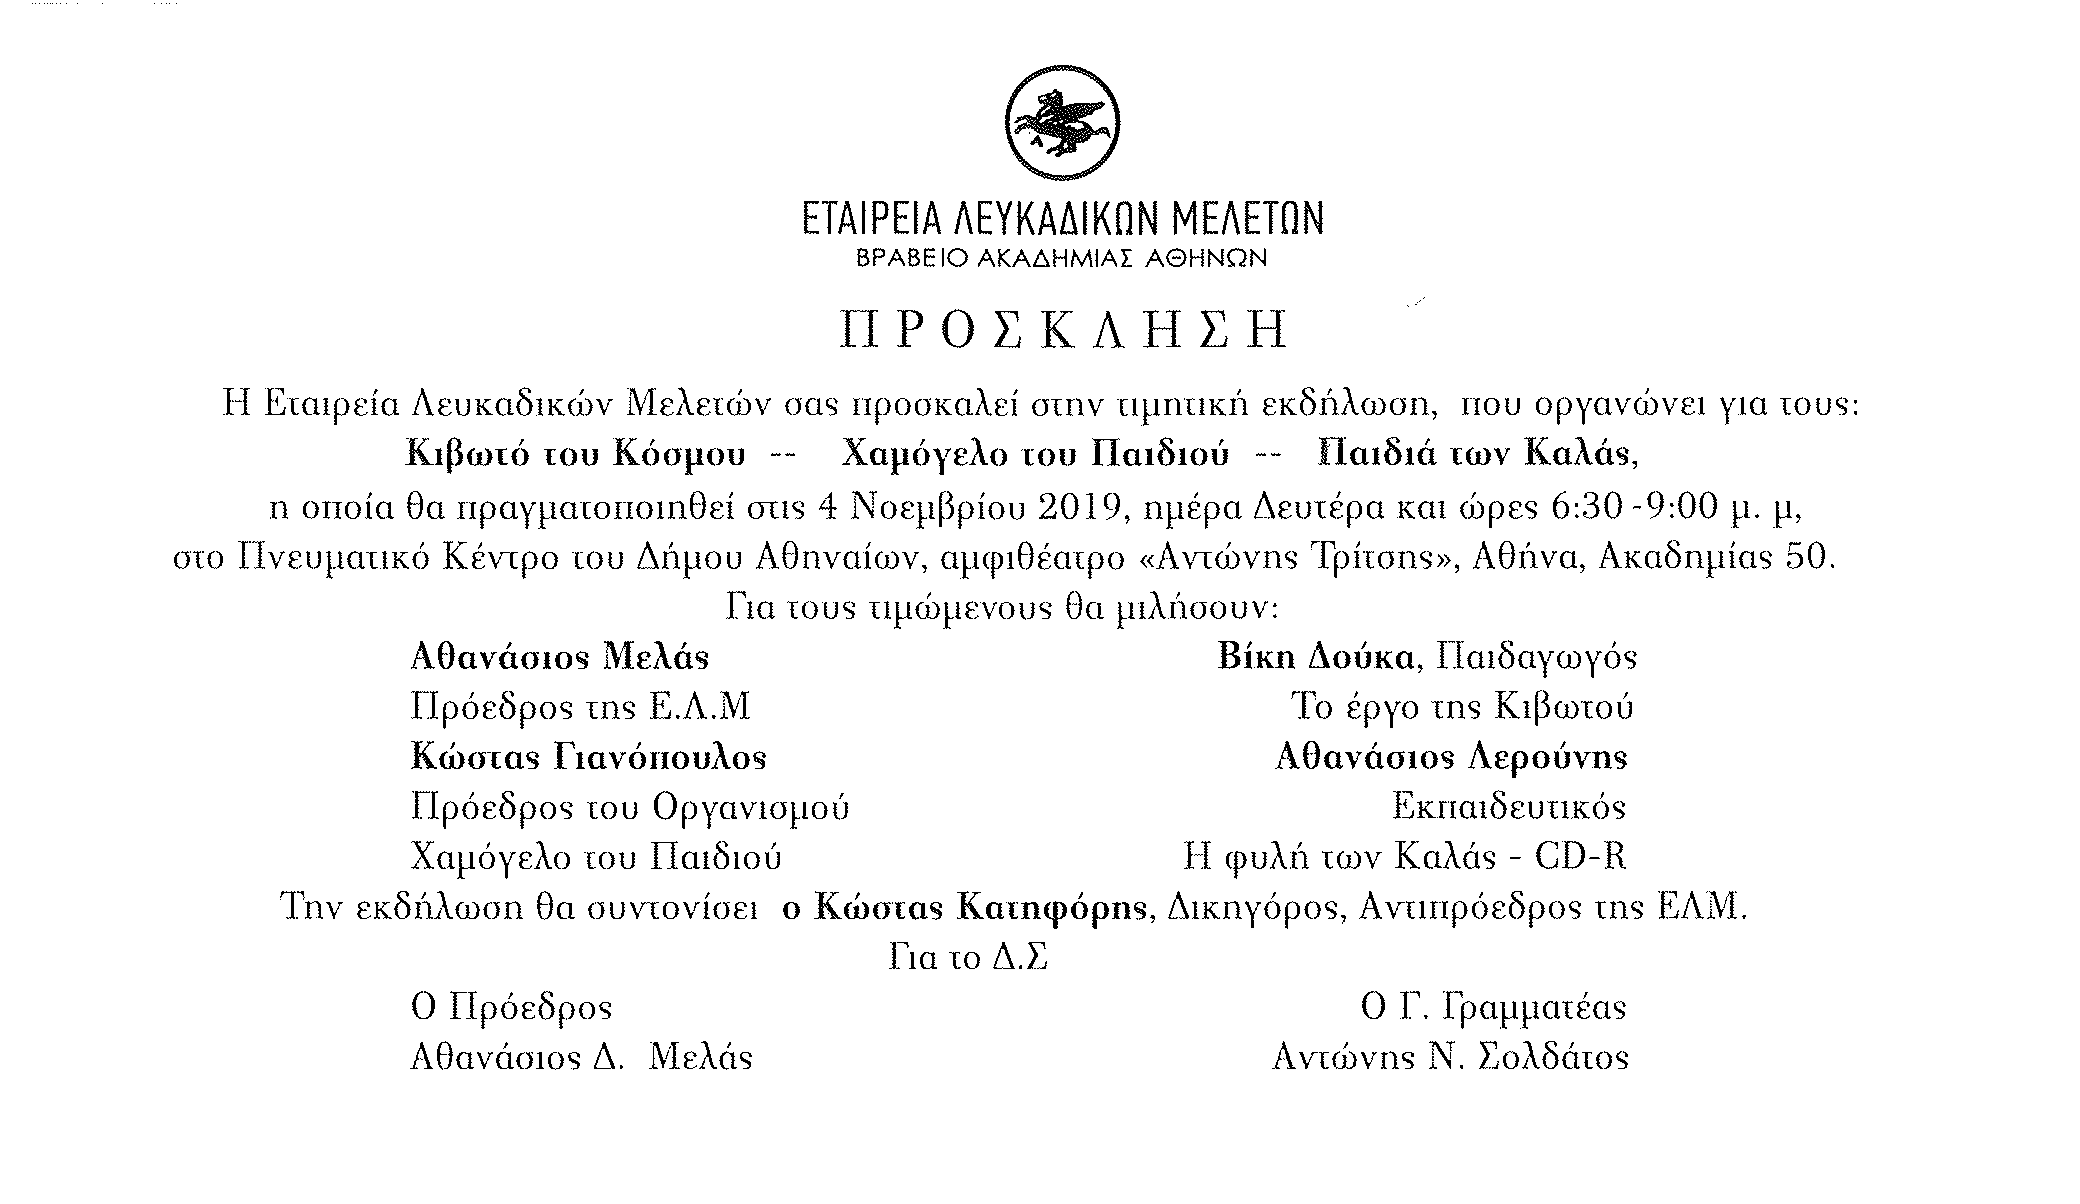 ΕΤΑΙΡΕΙΑ ΛΕΥΚΑΔΙΚΩΝ ΜΕΛΕΤΩΝ
ΒΡΑΒΕΙΟ ΑΚΑΔΗΜΙΑΣ ΑΘΗΝΩΝ
ΠΡΟΣΚΛΗΣΗ
Η Εταιρεία Λευκαδικών Μελετών σας προσκαλεί στην τιμητική εκδήλωση, που οργανώνει για τους:
Κιβωτό του Κόσμου -- Χαμόγελο του Παιδιού -- Παιδιά των Καλάς,
η οποία θα πραγματοποιηθεί στις 4 Νοεμβρίου 2019, ημέρα Δευτέρα και ώρες 6:30 -9:00 μ. μ,
στο Πνευματικό Κέντρο του Δήμου Αθηναίων, αμφιθέατρο «Αντώνης Τρίτσης», Αθήνα, Ακαδημίας 50.
Για τους τιμώμενους θα μιλήσουν:
Αθανάσιος Μελάς Βίκη Δούκα, Παιδαγωγός
Πρόεδρος της Ε.Λ.Μ Το έργο της Κιβωτού
Κώστας Γιανόπουλος Αθανάσιος Λερούνης
Πρόεδρος του Οργανισμού Εκπαιδευτικός
Χαμόγελο του Παιδιού Η φυλή των Καλάς - CD-R
Την εκδήλωση θα συντονίσει ο Κώστας Κατηφόρης, Δικηγόρος, Αντιπρόεδρος της ΕΛΜ.
Για το Δ.Σ
Ο Πρόεδρος Ο Γ. Γραμματέας
Αθανάσιος Δ. Μελάς Αντώνης Ν. Σολδάτος